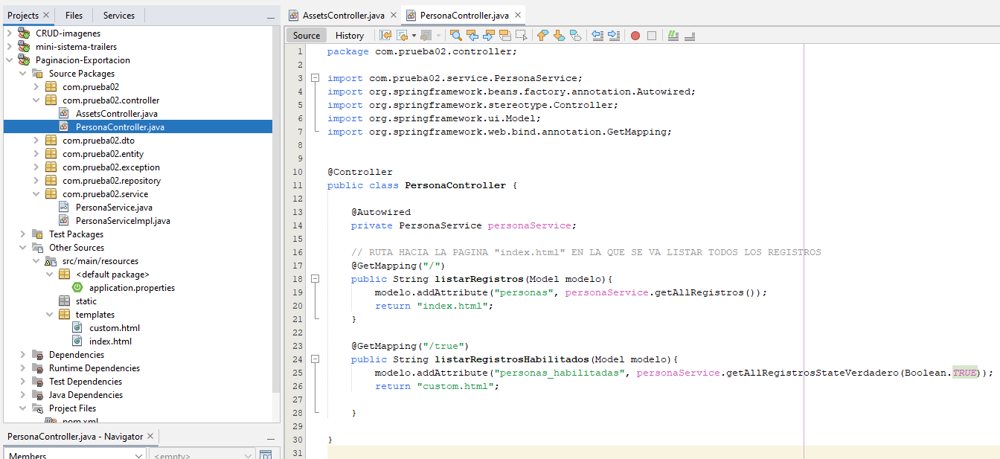 Projects
Files
Services
CRUD-imagenes
mini-sistema-trailers
Paginacion-Exportacion
Source Packages
com.prueba02
com.prueba02.controller
AssetsController.java
PersonaController.java
com.prueba02.dto
com.prueba02.entity
com.prueba02.exception
com.prueba02.repository
com.prueba02.service
PersonaService.java
PersonaServiceImpl.java
Test Packages
Other Sources
src/main/resources
<default package>
application.properties
static
templates
custom.html
index.html
Dependencies
Runtime Dependencies
Test Dependencies
Java Dependencies
Project Files
pom.xml
PersonaController.java - Navigator
Members
<empty>
AssetsController.java
PersonaController.java
Source
History
1 package com.prueba02.controller;
2
3 import com.prueba02.service.PersonaService;
4 import org.springframework.beans.factory.annotation.Autowired;
5 import org.springframework.stereotype.Controller;
6 import org.springframework.ui.Model;
7 import org.springframework.web.bind.annotation.GetMapping;
8
9
10 @Controller
11 public class PersonaController {
12
13 @Autowired
14 private PersonaService personaService;
15
16 // RUTA HACIA LA PAGINA "index.html" EN LA QUE SE VA LISTAR TODOS LOS REGISTROS
17 @GetMapping("/")
18 public String listarRegistros(Model modelo){
19 modelo.addAttribute("personas", personaService.getAllRegistros());
20 return "index.html";
21 }
22
23 @GetMapping("/true")
24 public String listarRegistrosHabilitados(Model modelo){
25 modelo.addAttribute("personas_habilitadas", personaService.getAllRegistrosStateVerdadero(Boolean.TRUE));
26 return "custom.html";
27
28 }
29
30 }
31